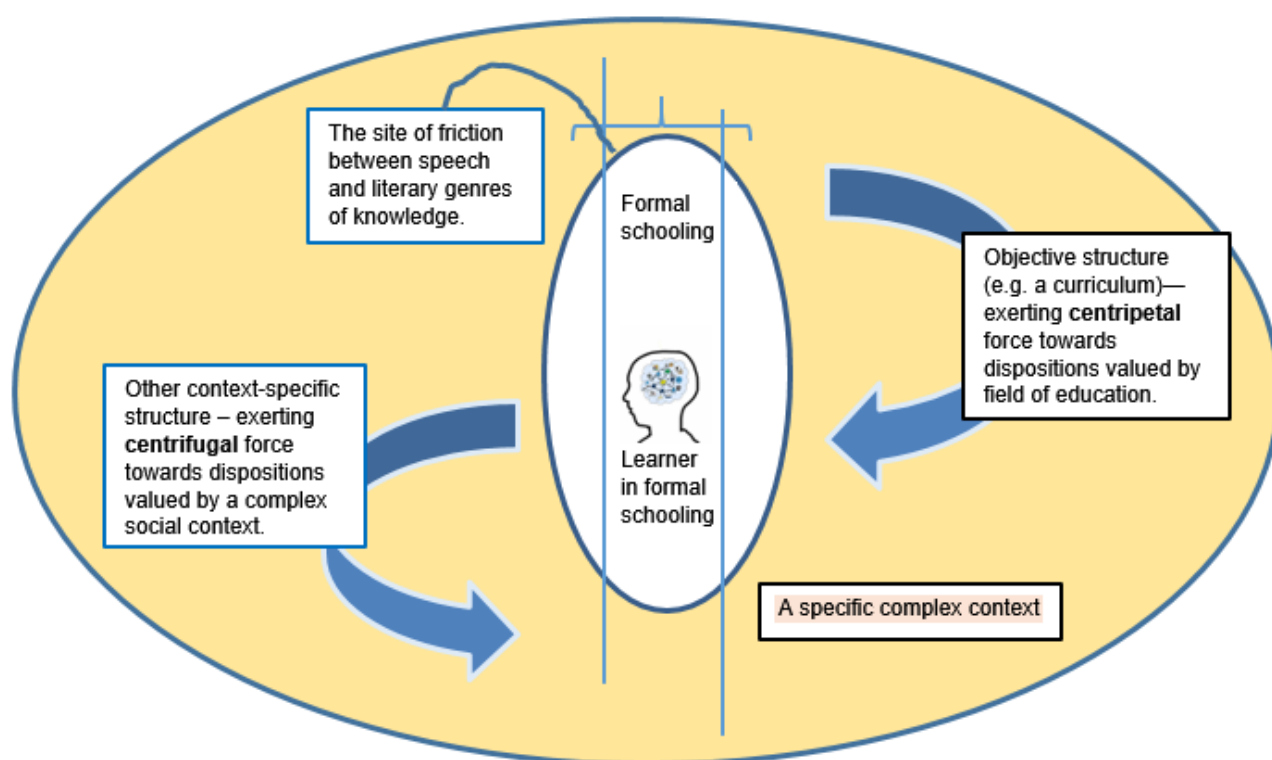 The site of friction
between speech
and literary genres
of knowledge.
Formal
schooling
Objective structure
(e.g. a curriculum)—
exerting centripetal
force towards
dispositions valued by
field of education.
Other context-specific
structure – exerting
centrifugal force
towards dispositions
valued by a complex
social context.
Learner
in formal
schooling
A specific complex context